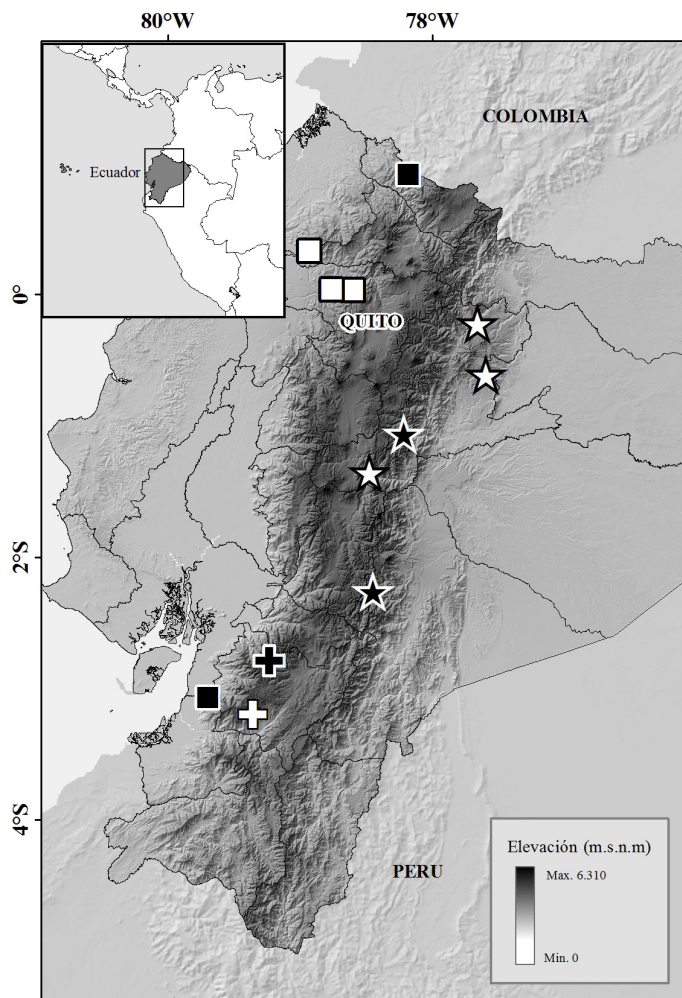 80°W
78°W
COLOMBIA
Ecuador
0°
QUITO
2°S
4°S
PERU
Elevación (m.s.n.m)
Max. 6.310
Min. 0